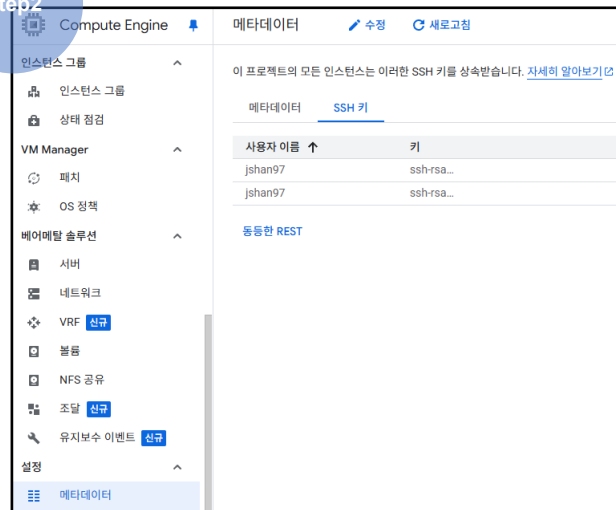 tep2
Compute Engine
인스턴스 그룹
인스턴스 그룹
상태 점검
VM Manager
패치
OS 정책
베어메탈 솔루션
서버
네트워크
VRF 신규
볼륨
NFS 공유
조달 신규
유지보수 이벤트 신규
설정
메타데이터
메타데이터 수정 새로고침
이 프로젝트의 모든 인스턴스는 이러한 SSH 키를 상속받습니다. 자세히 알아보기
메타데이터 SSH 키
사용자 이름 키
jshan97 ssh-rsa…
jshan97 ssh-rsa…
동등한 REST